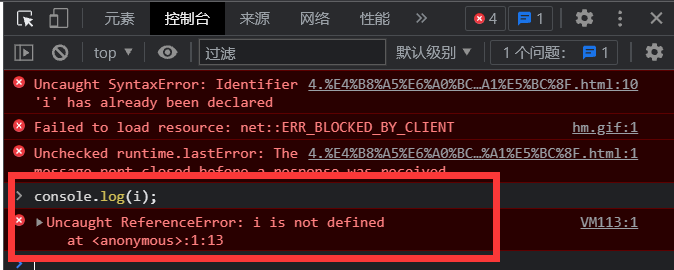 元素 控制台 来源 网络 性能 » 4 1
top 过滤 默认级别 1 个问题: 1
Uncaught SyntaxError: Identifier 4.%E4%B8%A5%E6%A0%BC…A1%E5%BC%8F.html:10
'i' has already been declared
Failed to load resource: net::ERR_BLOCKED_BY_CLIENT hm.gif:1
Unchecked runtime.lastError: The 4.%E4%B8%A5%E6%A0%BC…%A1%E5%BC%8F.html:1
message port closed before a response was received
console.log(i);
Uncaught ReferenceError: i is not defined VM113:1
at <anonymous>:1:13